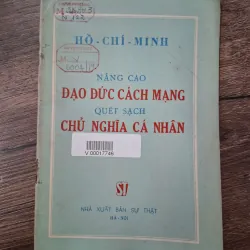 HỒ-CHÍ-MINH
NÂNG CAO
ĐẠO ĐỨC CÁCH MẠNG
QUÉT SẠCH
CHỦ NGHĨA CÁ NHÂN
V 00017746
ST
NHÀ XUẤT BẢN SỰ THẬT
HÀ-NỘI